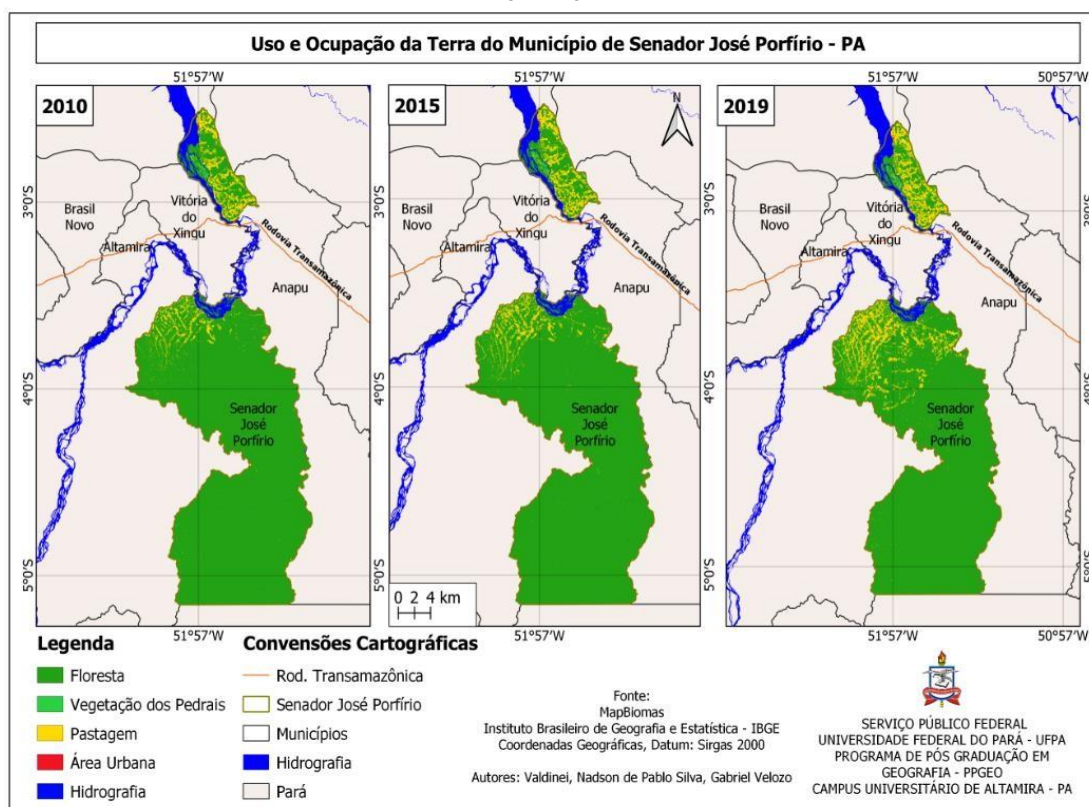 Uso e Ocupação da Terra do Município de Senador José Porfírio - PA
51°57'W
51°57'W
51°57'W
50°57'W
2010
2015
2019
N
3°0'S
3°0'S
3°0'S
4°0'S
4°0'S
4°0'S
5°0'S
5°0'S
5°0'S
Brasil
Novo
Vitória
do
Xingu
Altamira
Rodovia Transamazônica
Anapu
Senador
José
Porfírio
Brasil
Novo
Vitória
do
Xingu
Altamira
Rodovia Transamazônica
Anapu
Senador
José
Porfírio
Brasil
Novo
Vitória
do
Xingu
Altamira
Rodovia Transamazônica
Anapu
Senador
José
Porfírio
0 2 4 km
51°57'W
51°57'W
51°57'W
50°57'W
Legenda
Floresta
Vegetação dos Pedrais
Pastagem
Área Urbana
Hidrografia
Convensões Cartográficas
Rod. Transamazônica
Senador José Porfírio
Municípios
Hidrografia
Pará
Fonte:
MapBiomas
Instituto Brasileiro de Geografia e Estatística - IBGE
Coordenadas Geográficas, Datum: Sirgas 2000
Autores: Valdinei, Nadson de Pablo Silva, Gabriel Velozo
SERVIÇO PÚBLICO FEDERAL
UNIVERSIDADE FEDERAL DO PARÁ - UFPA
PROGRAMA DE PÓS GRADUAÇÃO EM
GEOGRAFIA - PPGEO
CAMPUS UNIVERSITÁRIO DE ALTAMIRA - PA